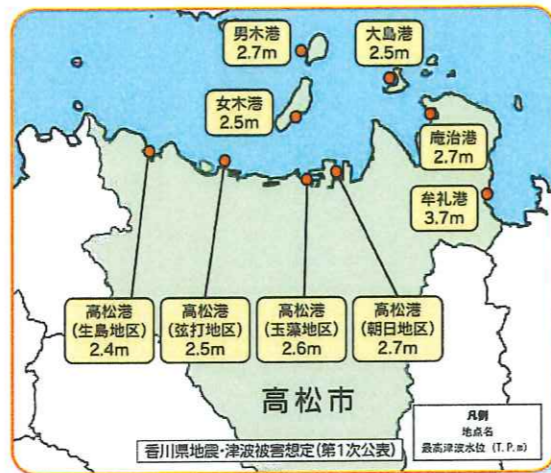 男木港
2.7m
大島港
2.5m
女木港
2.5m
庵治港
2.7m
牟礼港
3.7m
高松港
(生島地区)
2.4m
高松港
(弦打地区)
2.5m
高松港
(玉藻地区)
2.6m
高松港
(朝日地区)
2.7m
高松市
凡例
地点名
最高津波水位 (T.P.m)
香川県地震・津波被害想定(第1次公表)